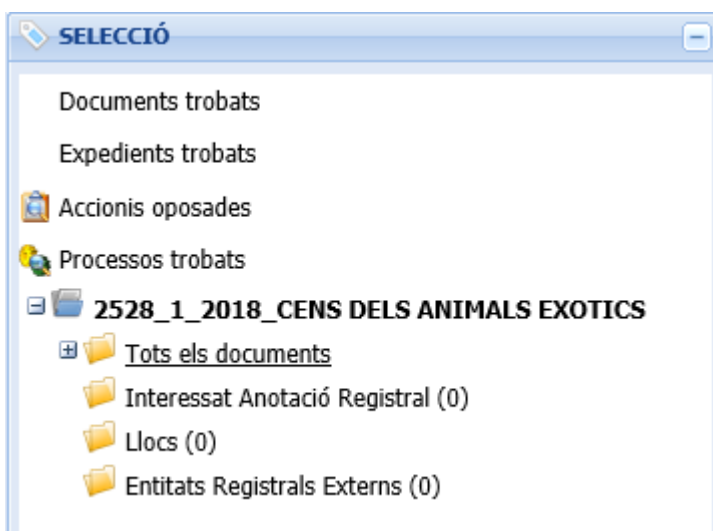 SELECCIÓ
Documents trobats
Expedients trobats
Accionis oposades
Processos trobats
2528_1_2018_CENS DELS ANIMALS EXOTICS
Tots els documents
Interessat Anotació Registral (0)
Llocs (0)
Entitats Registrals Externs (0)